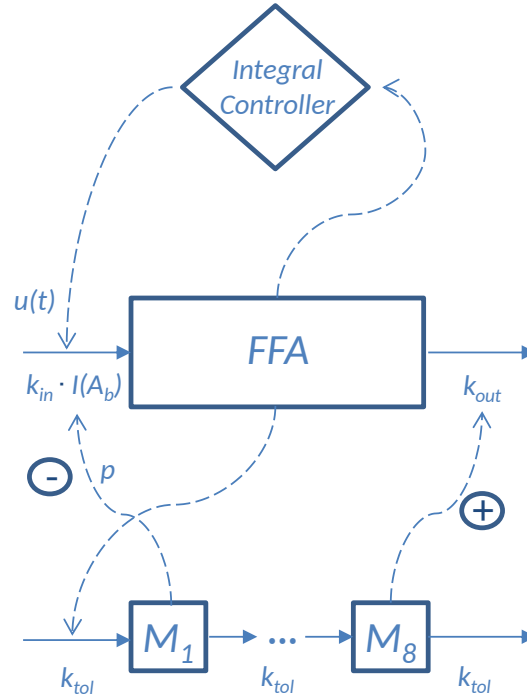 Integral
Controller
u(t)
FFA
k_in · I(A_b)
k_out
-
p
+
M_1
...
M_8
k_tol
k_tol
k_tol